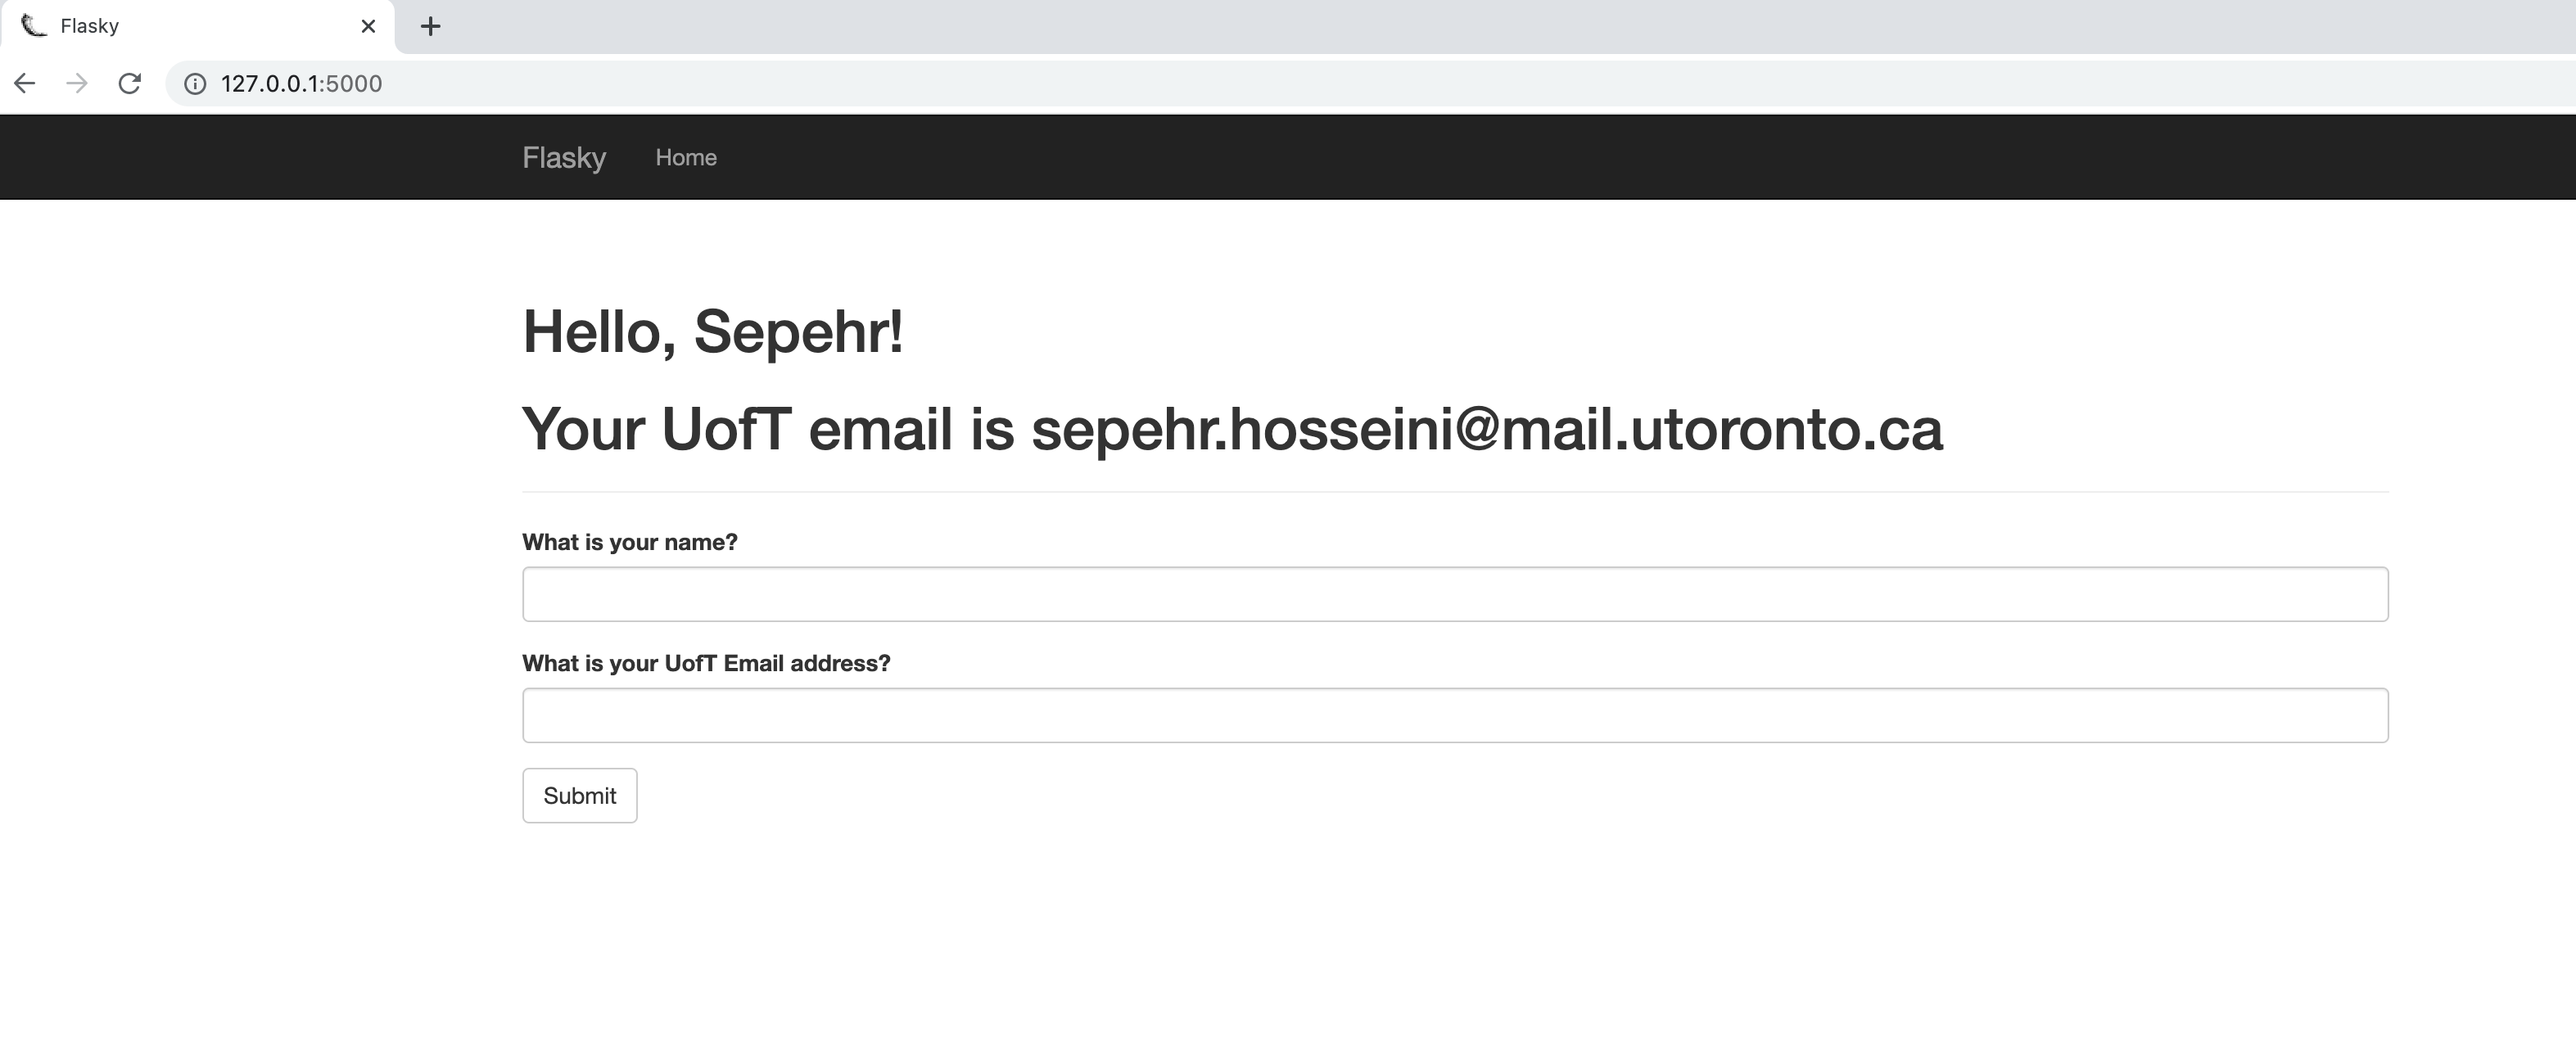 Flasky
127.0.0.1:5000
Flasky Home
Hello, Sepehr!
Your UofT email is sepehr.hosseini@mail.utoronto.ca
What is your name?
What is your UofT Email address?
Submit